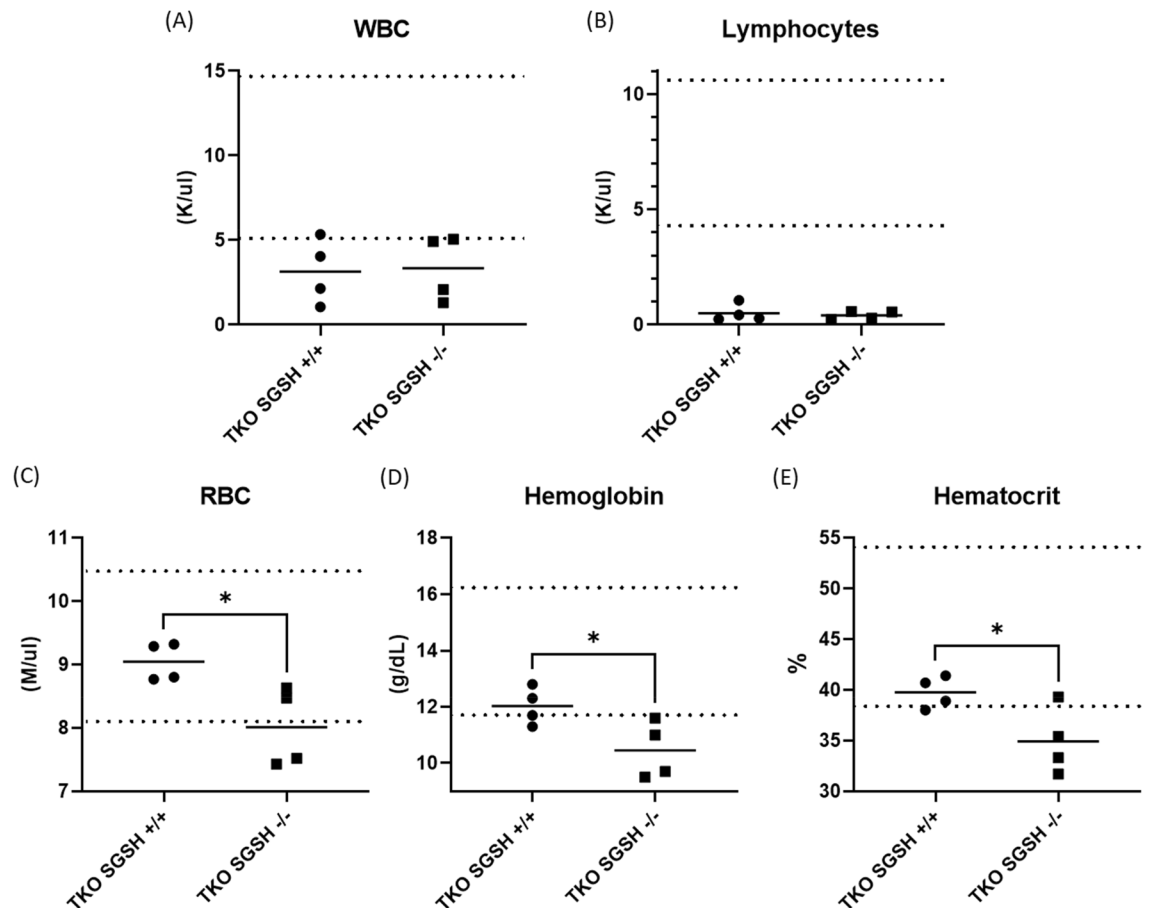 (A)
WBC
15
10
5
0
(K/ul)
TKO SGSH +/+
TKO SGSH -/-
(B)
Lymphocytes
10
5
0
(K/ul)
TKO SGSH +/+
TKO SGSH -/-
(C)
RBC
11
10
9
8
7
(M/ul)
*
TKO SGSH +/+
TKO SGSH -/-
(D)
Hemoglobin
18
16
14
12
10
(g/dL)
*
TKO SGSH +/+
TKO SGSH -/-
(E)
Hematocrit
55
50
45
40
35
30
%
*
TKO SGSH +/+
TKO SGSH -/-